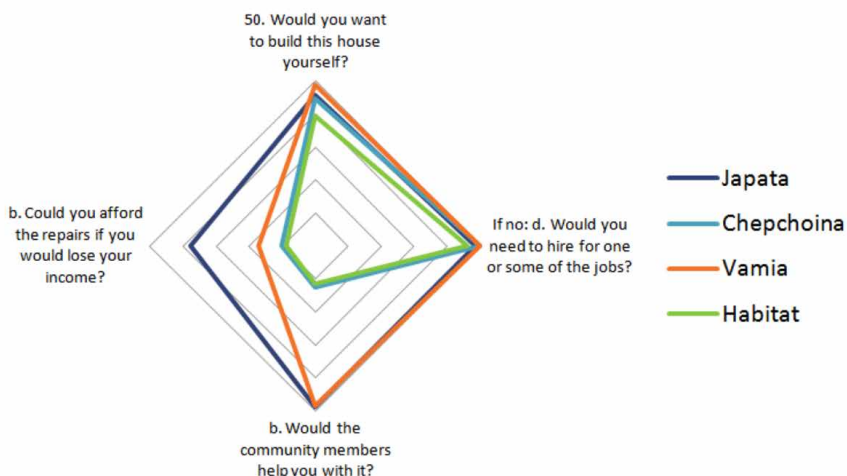 50. Would you want
to build this house
yourself?
b. Could you afford
the repairs if you
would lose your
income?
If no: d. Would you
need to hire for one
or some of the jobs?
Japata
Chepchoina
Vamia
Habitat
b. Would the
community members
help you with it?